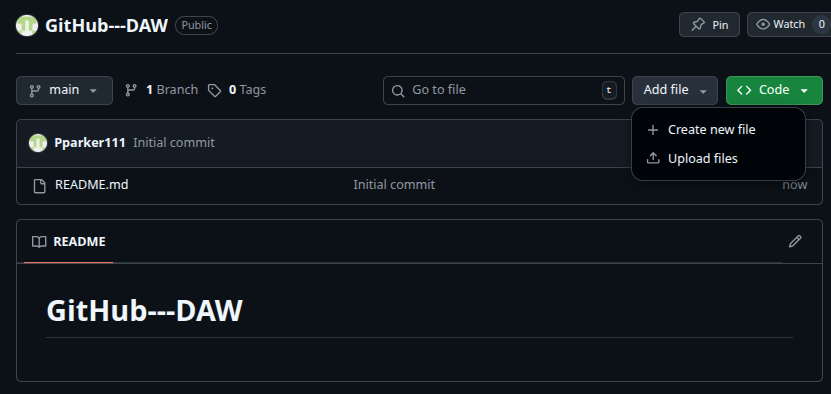 GitHub---DAW Public Pin Watch 0
main 1 Branch 0 Tags Go to file t Add file Code
Create new file
Upload files
Pparker111 Initial commit
README.md Initial commit now
README
GitHub---DAW